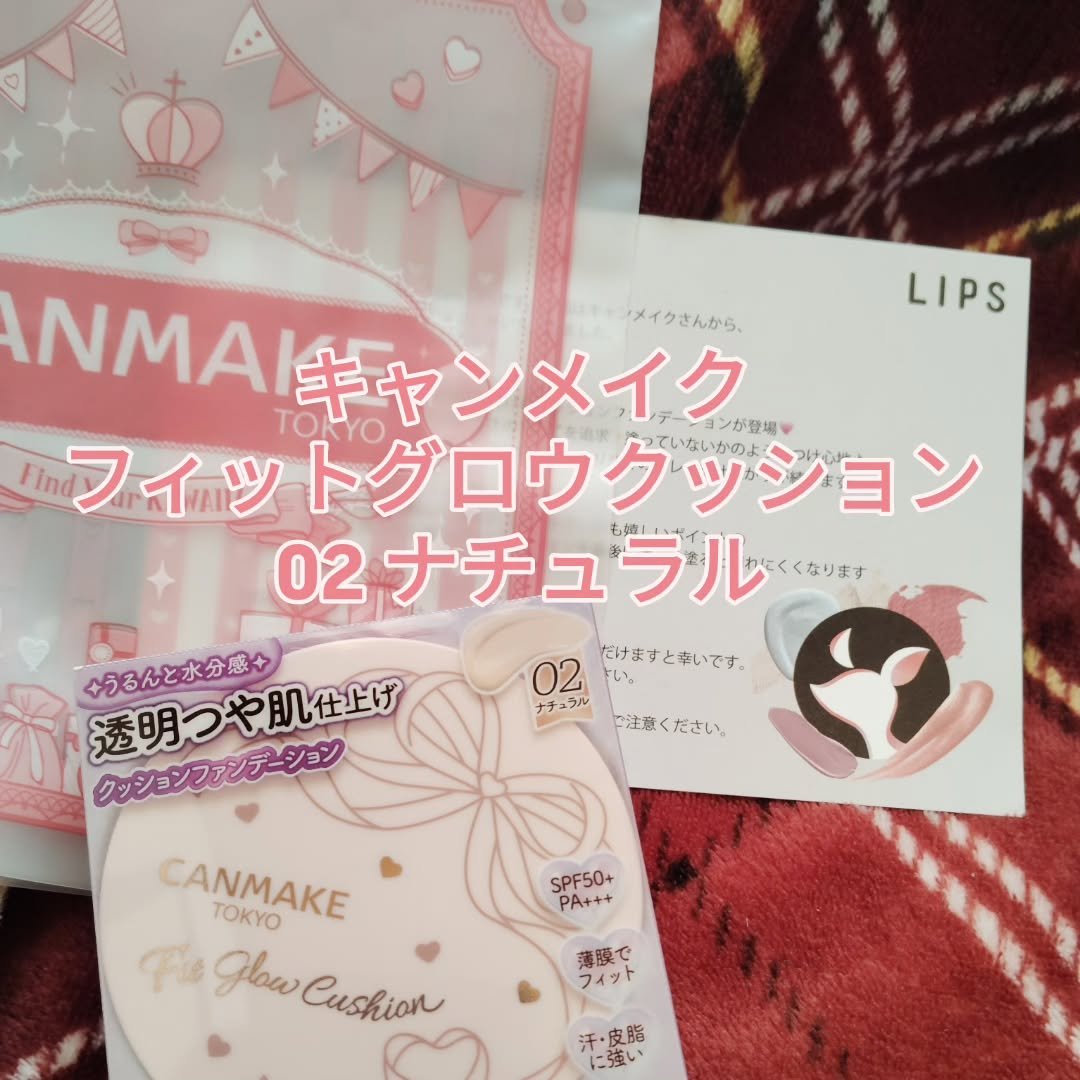 キャンメイク
フィットグロウクッション
02 ナチュラル
ANMAKE
TOKYO
Find Your KAWAII
LIPS
キャンメイクさんから、
ファンデーションが登場
を追求
塗っていないかのような
つけ心地
も嬉しいポイント
れにくくなります
だけますと幸いです。
さい。
ご注意ください。
うるんと水分感
透明つや肌仕上げ
クッションファンデーション
02
ナチュラル
CANMAKE
TOKYO
Fit Glow Cushion
SPF50+
PA+++
薄膜で
フィット
汗・皮脂
に強い